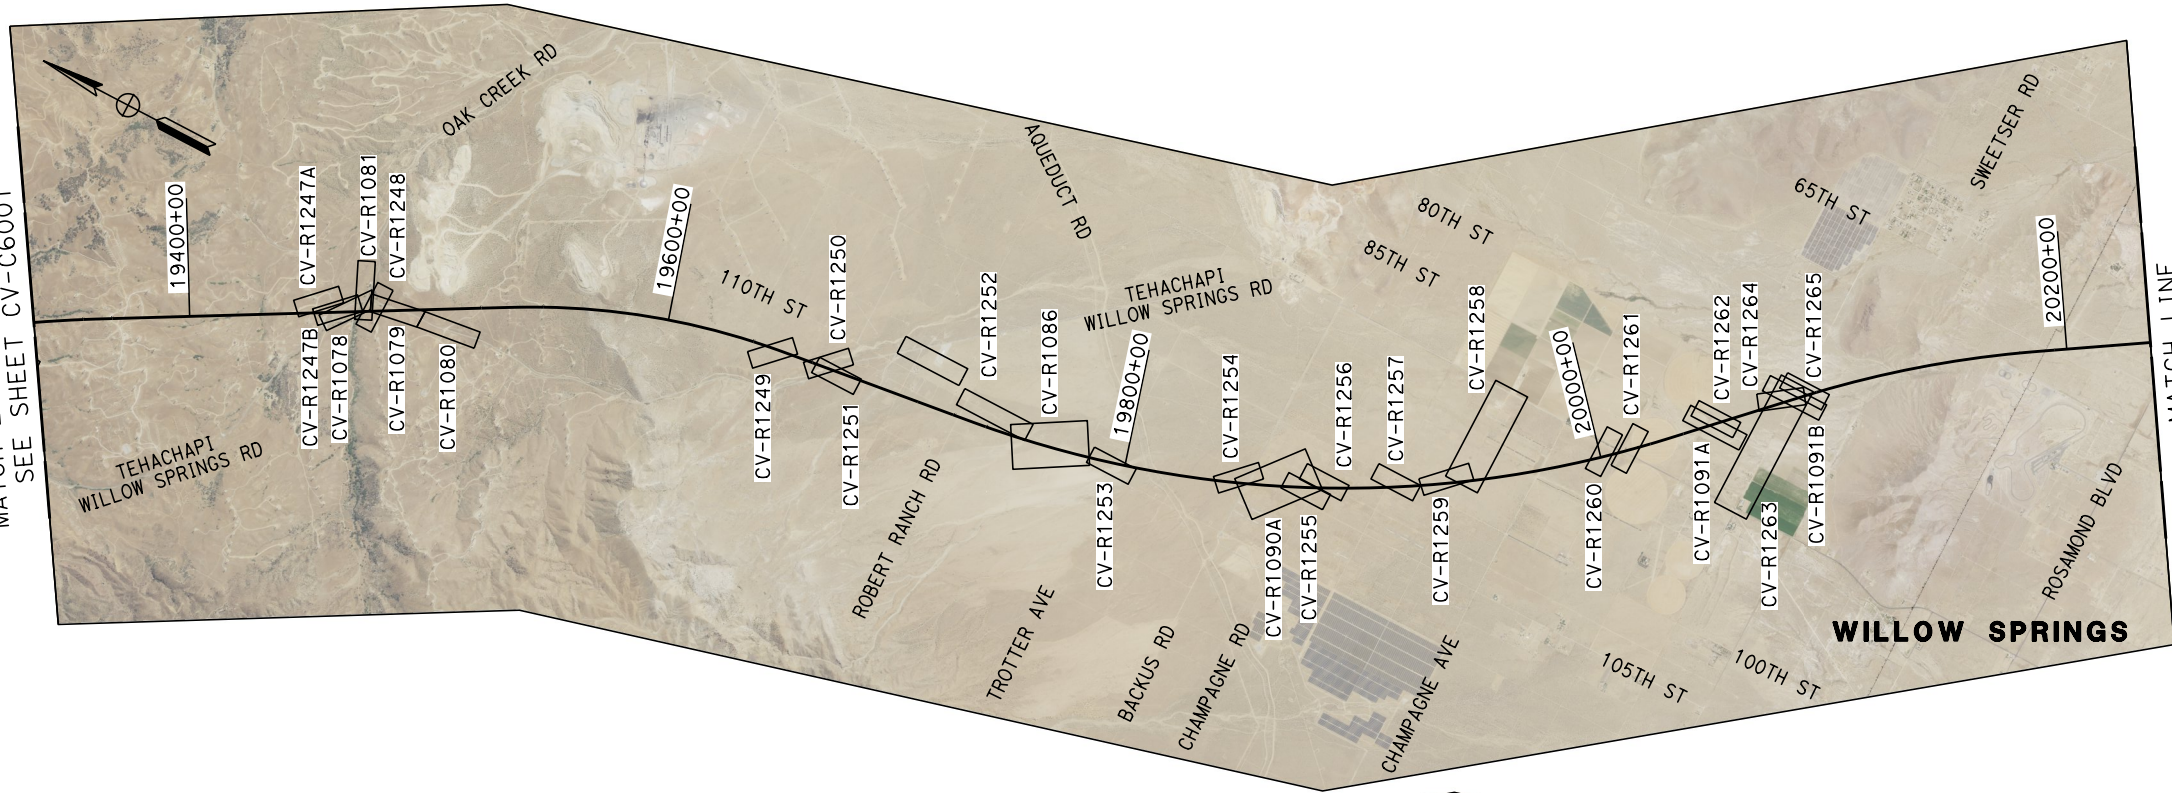 SEE SHEET CV-C6001
OAK CREEK RD
19400+00
CV-R1247A
CV-R1081
CV-R1248
CV-R1247B
CV-R1078
CV-R1079
CV-R1080
TEHACHAPI
WILLOW SPRINGS RD
19600+00
110TH ST
CV-R1249
CV-R1250
CV-R1251
CV-R1252
CV-R1086
AQUEDUCT RD
TEHACHAPI
WILLOW SPRINGS RD
19800+00
CV-R1253
ROBERT RANCH RD
TROTTER AVE
BACKUS RD
CHAMPAGNE RD
CV-R1254
CV-R1090A
CV-R1255
CV-R1256
CV-R1257
CHAMPAGNE AVE
80TH ST
85TH ST
CV-R1258
CV-R1259
20000+00
CV-R1260
CV-R1261
CV-R1262
CV-R1264
CV-R1265
CV-R1091A
CV-R1263
CV-R1091B
105TH ST
100TH ST
65TH ST
SWEETSER RD
20200+00
ROSAMOND BLVD
WILLOW SPRINGS